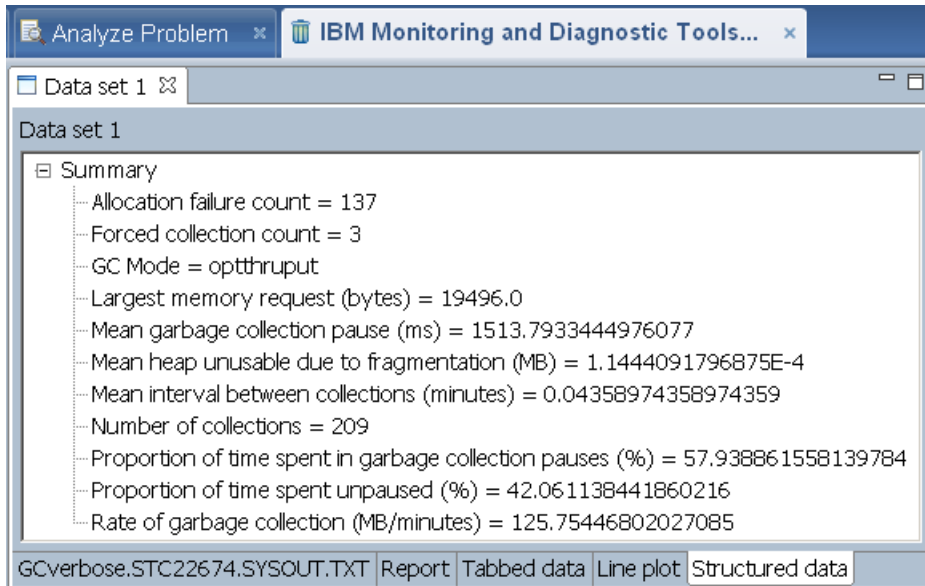 Analyze Problem
IBM Monitoring and Diagnostic Tools...
Data set 1
Data set 1
Summary
Allocation failure count = 137
Forced collection count = 3
GC Mode = optthruput
Largest memory request (bytes) = 19496.0
Mean garbage collection pause (ms) = 1513.7933444976077
Mean heap unusable due to fragmentation (MB) = 1.1444091796875E-4
Mean interval between collections (minutes) = 0.04358974358974359
Number of collections = 209
Proportion of time spent in garbage collection pauses (%) = 57.938861558139784
Proportion of time spent unpaused (%) = 42.061138441860216
Rate of garbage collection (MB/minutes) = 125.75446802027085
GCverbose.STC22674.SYSOUT.TXT Report Tabbed data Line plot Structured data